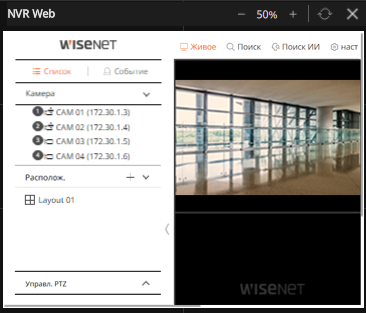 NVR Web
50%
WISENET
Живое
Поиск
Поиск ИИ
наст
Список
Событие
Камера
1 CAM 01 (172.30.1.3)
2 CAM 02 (172.30.1.4)
3 CAM 03 (172.30.1.5)
4 CAM 04 (172.30.1.6)
Располож.
Layout 01
WISENET
Управл. PTZ